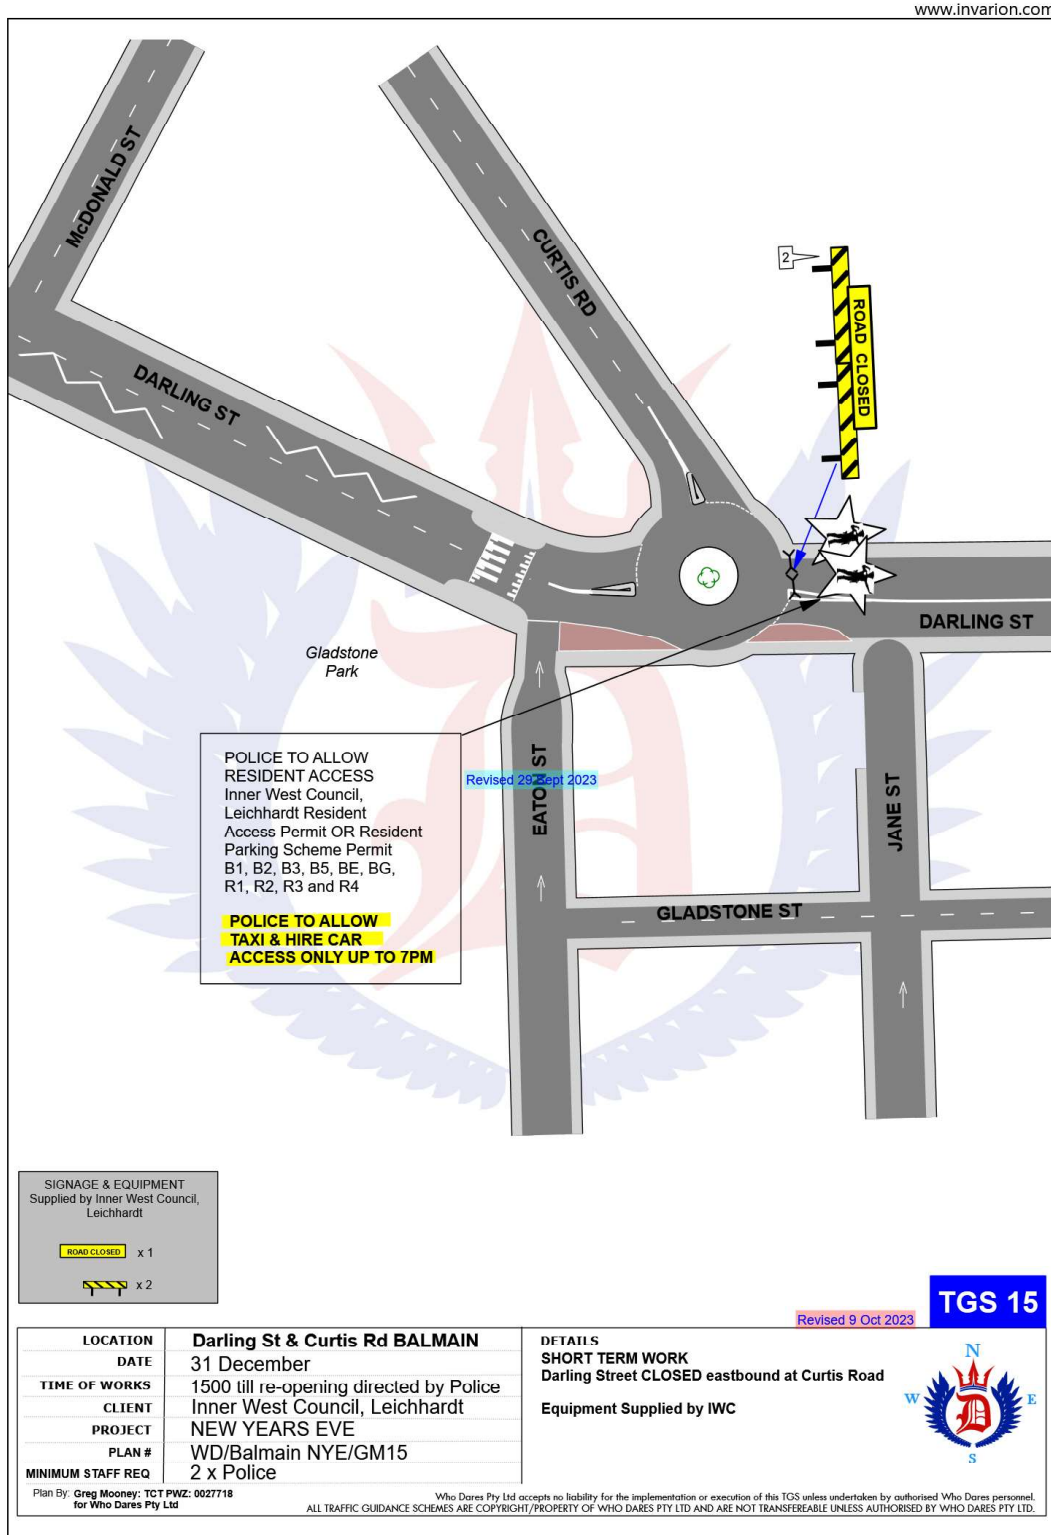 www.invarion.com
McDONALD ST
CURTIS RD
2
ROAD CLOSED
DARLING ST
DARLING ST
Gladstone
Park
POLICE TO ALLOW
RESIDENT ACCESS
Inner West Council,
Leichhardt Resident
Access Permit OR Resident
Parking Scheme Permit
B1, B2, B3, B5, BE, BG,
R1, R2, R3 and R4
POLICE TO ALLOW
TAXI & HIRE CAR
ACCESS ONLY UP TO 7PM
Revised 29 Sept 2023
EATON ST
JANE ST
GLADSTONE ST
SIGNAGE & EQUIPMENT
Supplied by Inner West Council,
Leichhardt
ROAD CLOSED x 1
x 2
TGS 15
Revised 9 Oct 2023
LOCATION Darling St & Curtis Rd BALMAIN
DATE 31 December
TIME OF WORKS 1500 till re-opening directed by Police
CLIENT Inner West Council, Leichhardt
PROJECT NEW YEARS EVE
PLAN # WD/Balmain NYE/GM15
MINIMUM STAFF REQ 2 x Police
DETAILS
SHORT TERM WORK
Darling Street CLOSED eastbound at Curtis Road
Equipment Supplied by IWC
N
W
E
D
S
Plan By: Greg Mooney: TCT PWZ: 0027718
for Who Dares Pty Ltd
Who Dares Pty Ltd accepts no liability for the implementation or execution of this TGS unless undertaken by authorised Who Dares personnel.
ALL TRAFFIC GUIDANCE SCHEMES ARE COPYRIGHT/PROPERTY OF WHO DARES PTY LTD AND ARE NOT TRANSFEREABLE UNLESS AUTHORISED BY WHO DARES PTY LTD.